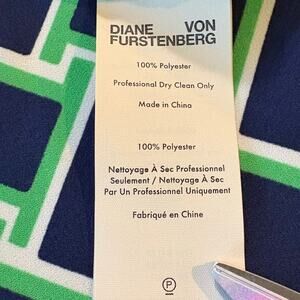 DIANE VON
FURSTENBERG
100% Polyester
Professional Dry Clean Only
Made in China
100% Polyester
Nettoyage À Sec Professionnel
Seulement / Nettoyage À Sec
Par Un Professionnel Uniquement
Fabriqué en Chine
P